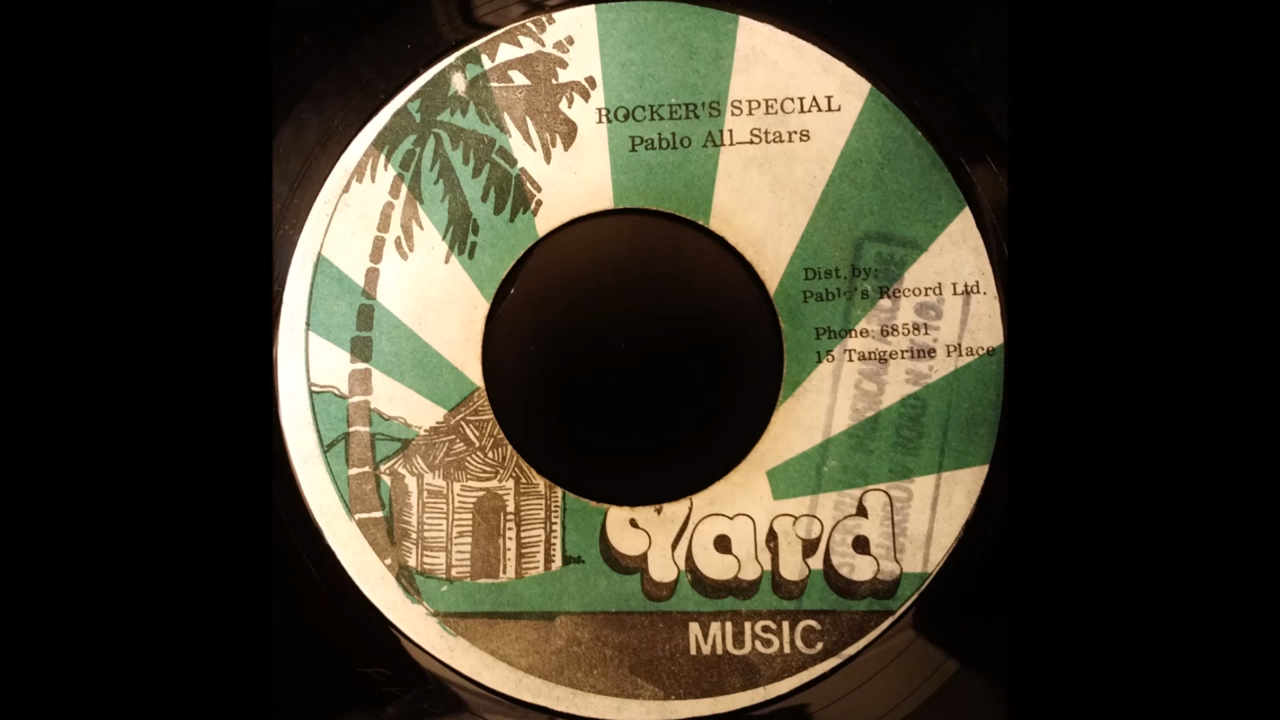 ROCKER'S SPECIAL
Pablo All-Stars
Dist. by:
Pablo's Record Ltd.
Phone: 68581
15 Tangerine Place
Yard
MUSIC